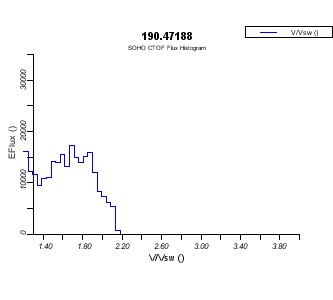 190.47188
SOHO CTOF Flux Histogram
V/Vsw ()
EFlux ()
30000
20000
10000
0
1.40 1.80 2.20 2.60 3.00 3.40 3.80
V/Vsw ()